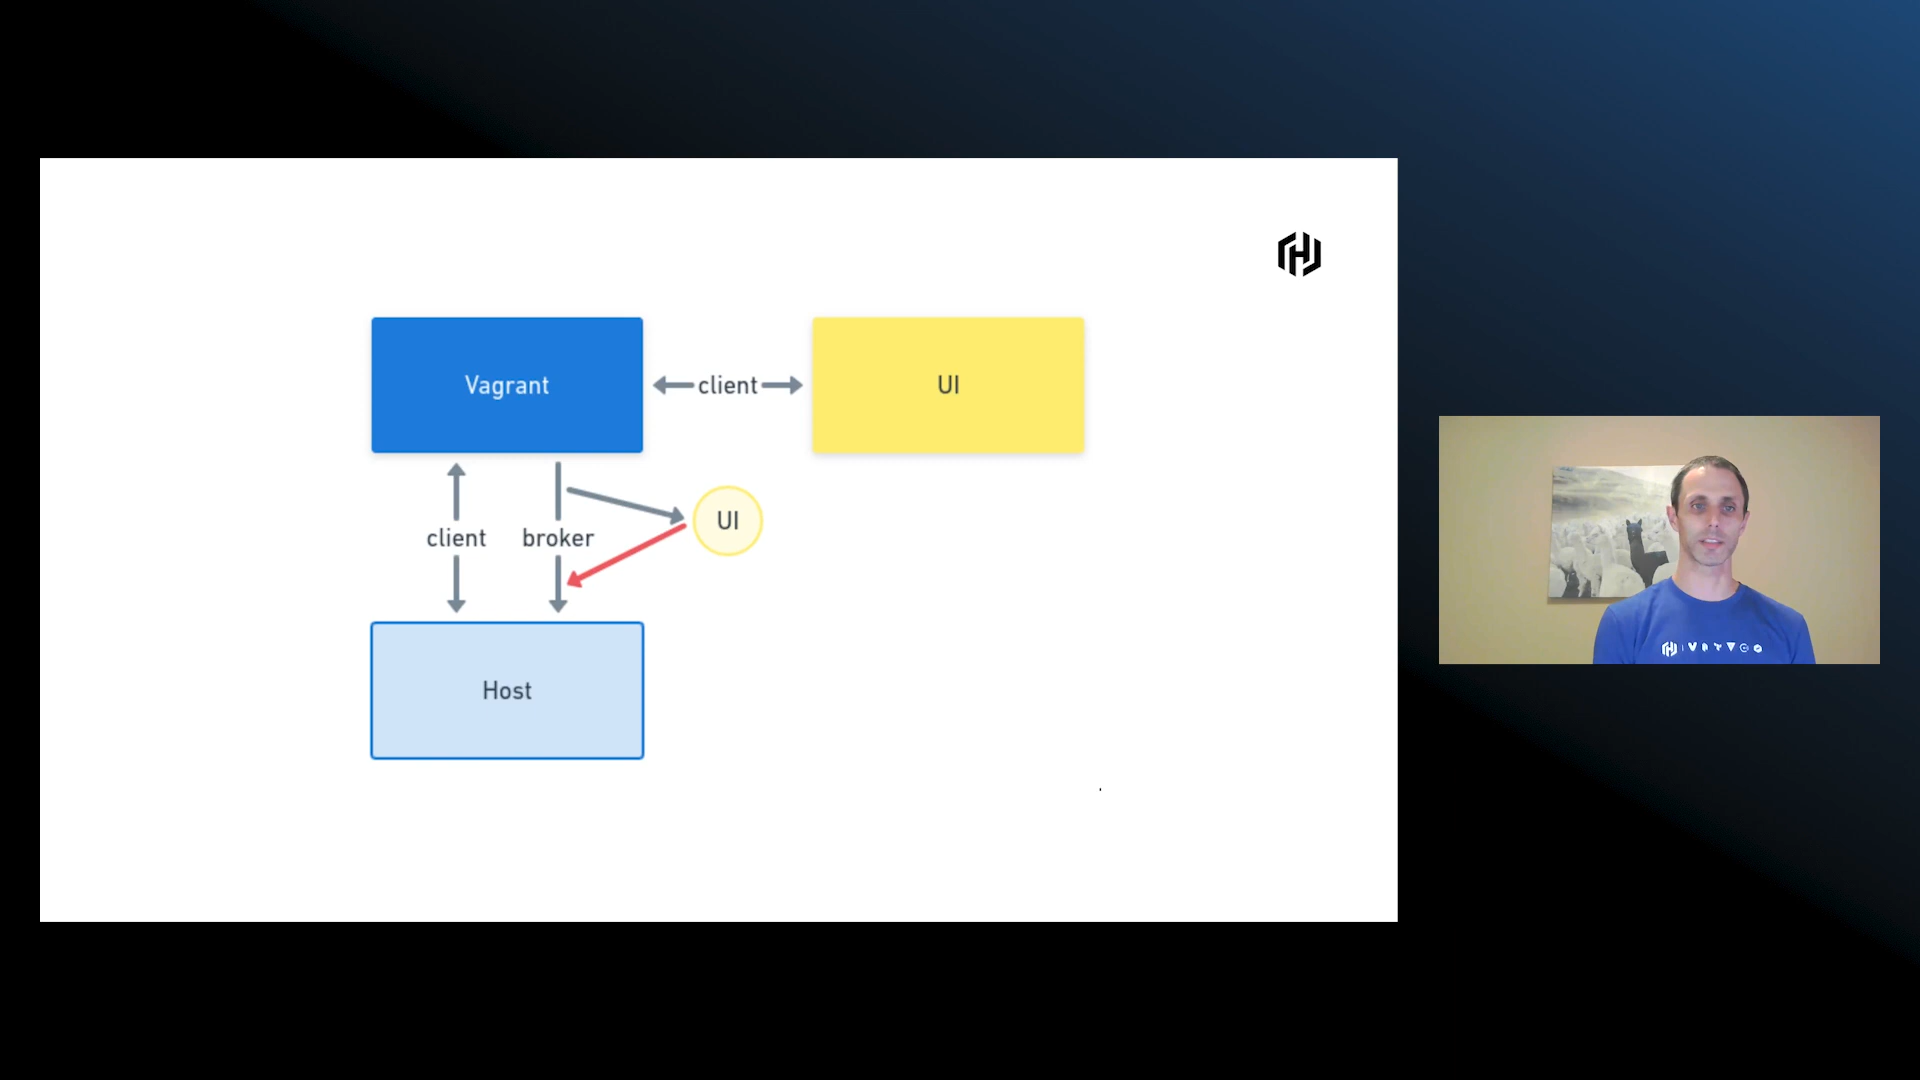 Vagrant
client
UI
client
broker
UI
Host